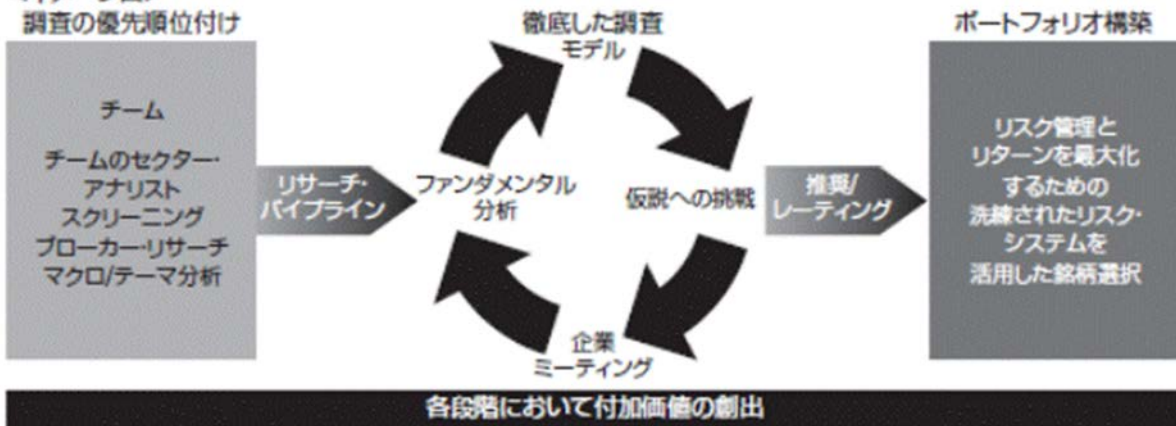 調査の優先順位付け
チーム
チームのセクター・
アナリスト
スクリーニング
ブローカー・リサーチ
マクロ/テーマ分析
リサーチ・
パイプライン
徹底した調査
モデル
ファンダメンタル
分析
仮説への挑戦
企業
ミーティング
推奨/
レーティング
ポートフォリオ構築
リスク管理と
リターンを最大化
するための
洗練されたリスク・
システムを
活用した銘柄選択
各段階において付加価値の創出